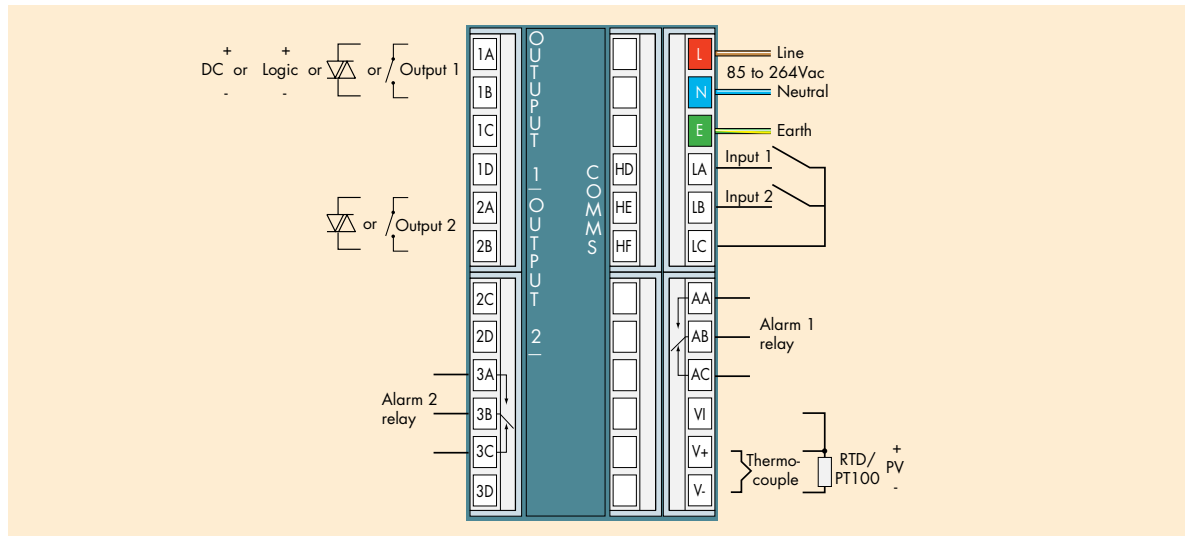 + +
DC or Logic or or Output 1
- -
or Output 2
Alarm 2
relay
1A
1B
1C
1D
2A
2B
2C
2D
3A
3B
3C
3D
OUTUPUT 1
OUTPUT 2
COMMS
HD
HE
HF
L
N
E
LA
LB
LC
AA
AB
AC
VI
V+
V-
Line
85 to 264Vac
Neutral
Earth
Input 1
Input 2
Alarm 1
relay
Thermo-
couple
RTD/
PT100
+
PV
-